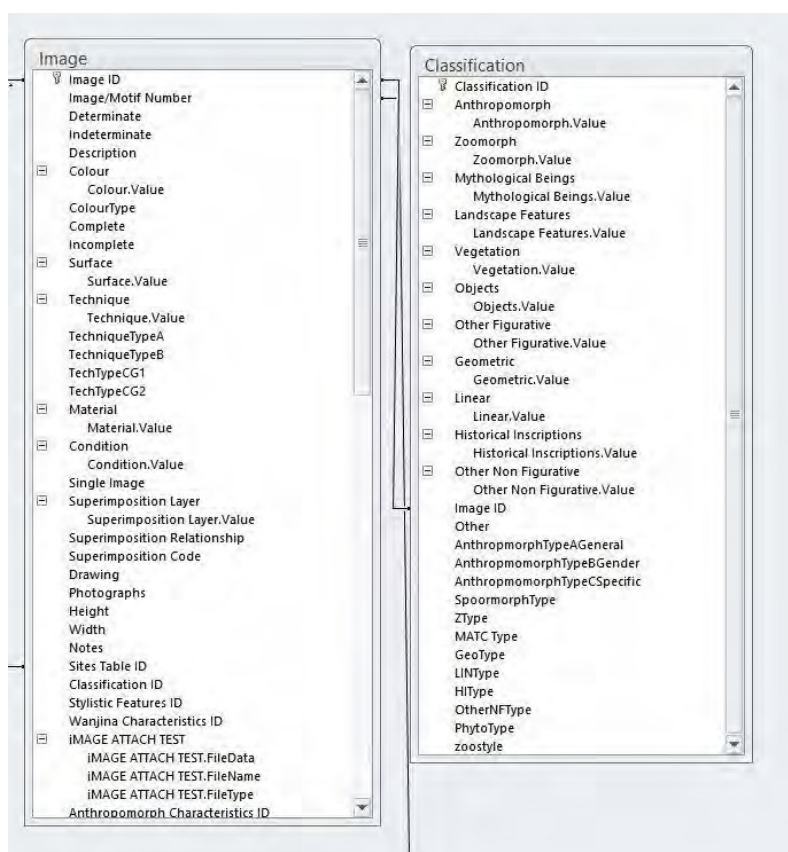 Image
Image ID
Image/Motif Number
Determinate
Indeterminate
Description
Colour
Colour.Value
ColourType
Complete
Incomplete
Surface
Surface.Value
Technique
Technique.Value
TechniqueTypeA
TechniqueTypeB
TechTypeCG1
TechTypeCG2
Material
Material.Value
Condition
Condition.Value
Single Image
Superimposition Layer
Superimposition Layer.Value
Superimposition Relationship
Superimposition Code
Drawing
Photographs
Height
Width
Notes
Sites Table ID
Classification ID
Stylistic Features ID
Wanjina Characteristics ID
iMAGE ATTACH TEST
iMAGE ATTACH TEST.FileData
iMAGE ATTACH TEST.FileName
iMAGE ATTACH TEST.FileType
Anthropomorph Characteristics ID
Classification
Classification ID
Anthropomorph
Anthropomorph.Value
Zoomorph
Zoomorph.Value
Mythological Beings
Mythological Beings.Value
Landscape Features
Landscape Features.Value
Vegetation
Vegetation.Value
Objects
Objects.Value
Other Figurative
Other Figurative.Value
Geometric
Geometric.Value
Linear
Linear.Value
Historical Inscriptions
Historical Inscriptions.Value
Other Non Figurative
Other Non Figurative.Value
Image ID
Other
AnthropmorphTypeAGeneral
AnthropmomorphTypeBGender
AnthropmomorphTypeCSpecific
SpoormorphType
ZType
MATC Type
GeoType
LINType
HIType
OtherNFType
PhytoType
zoostyle